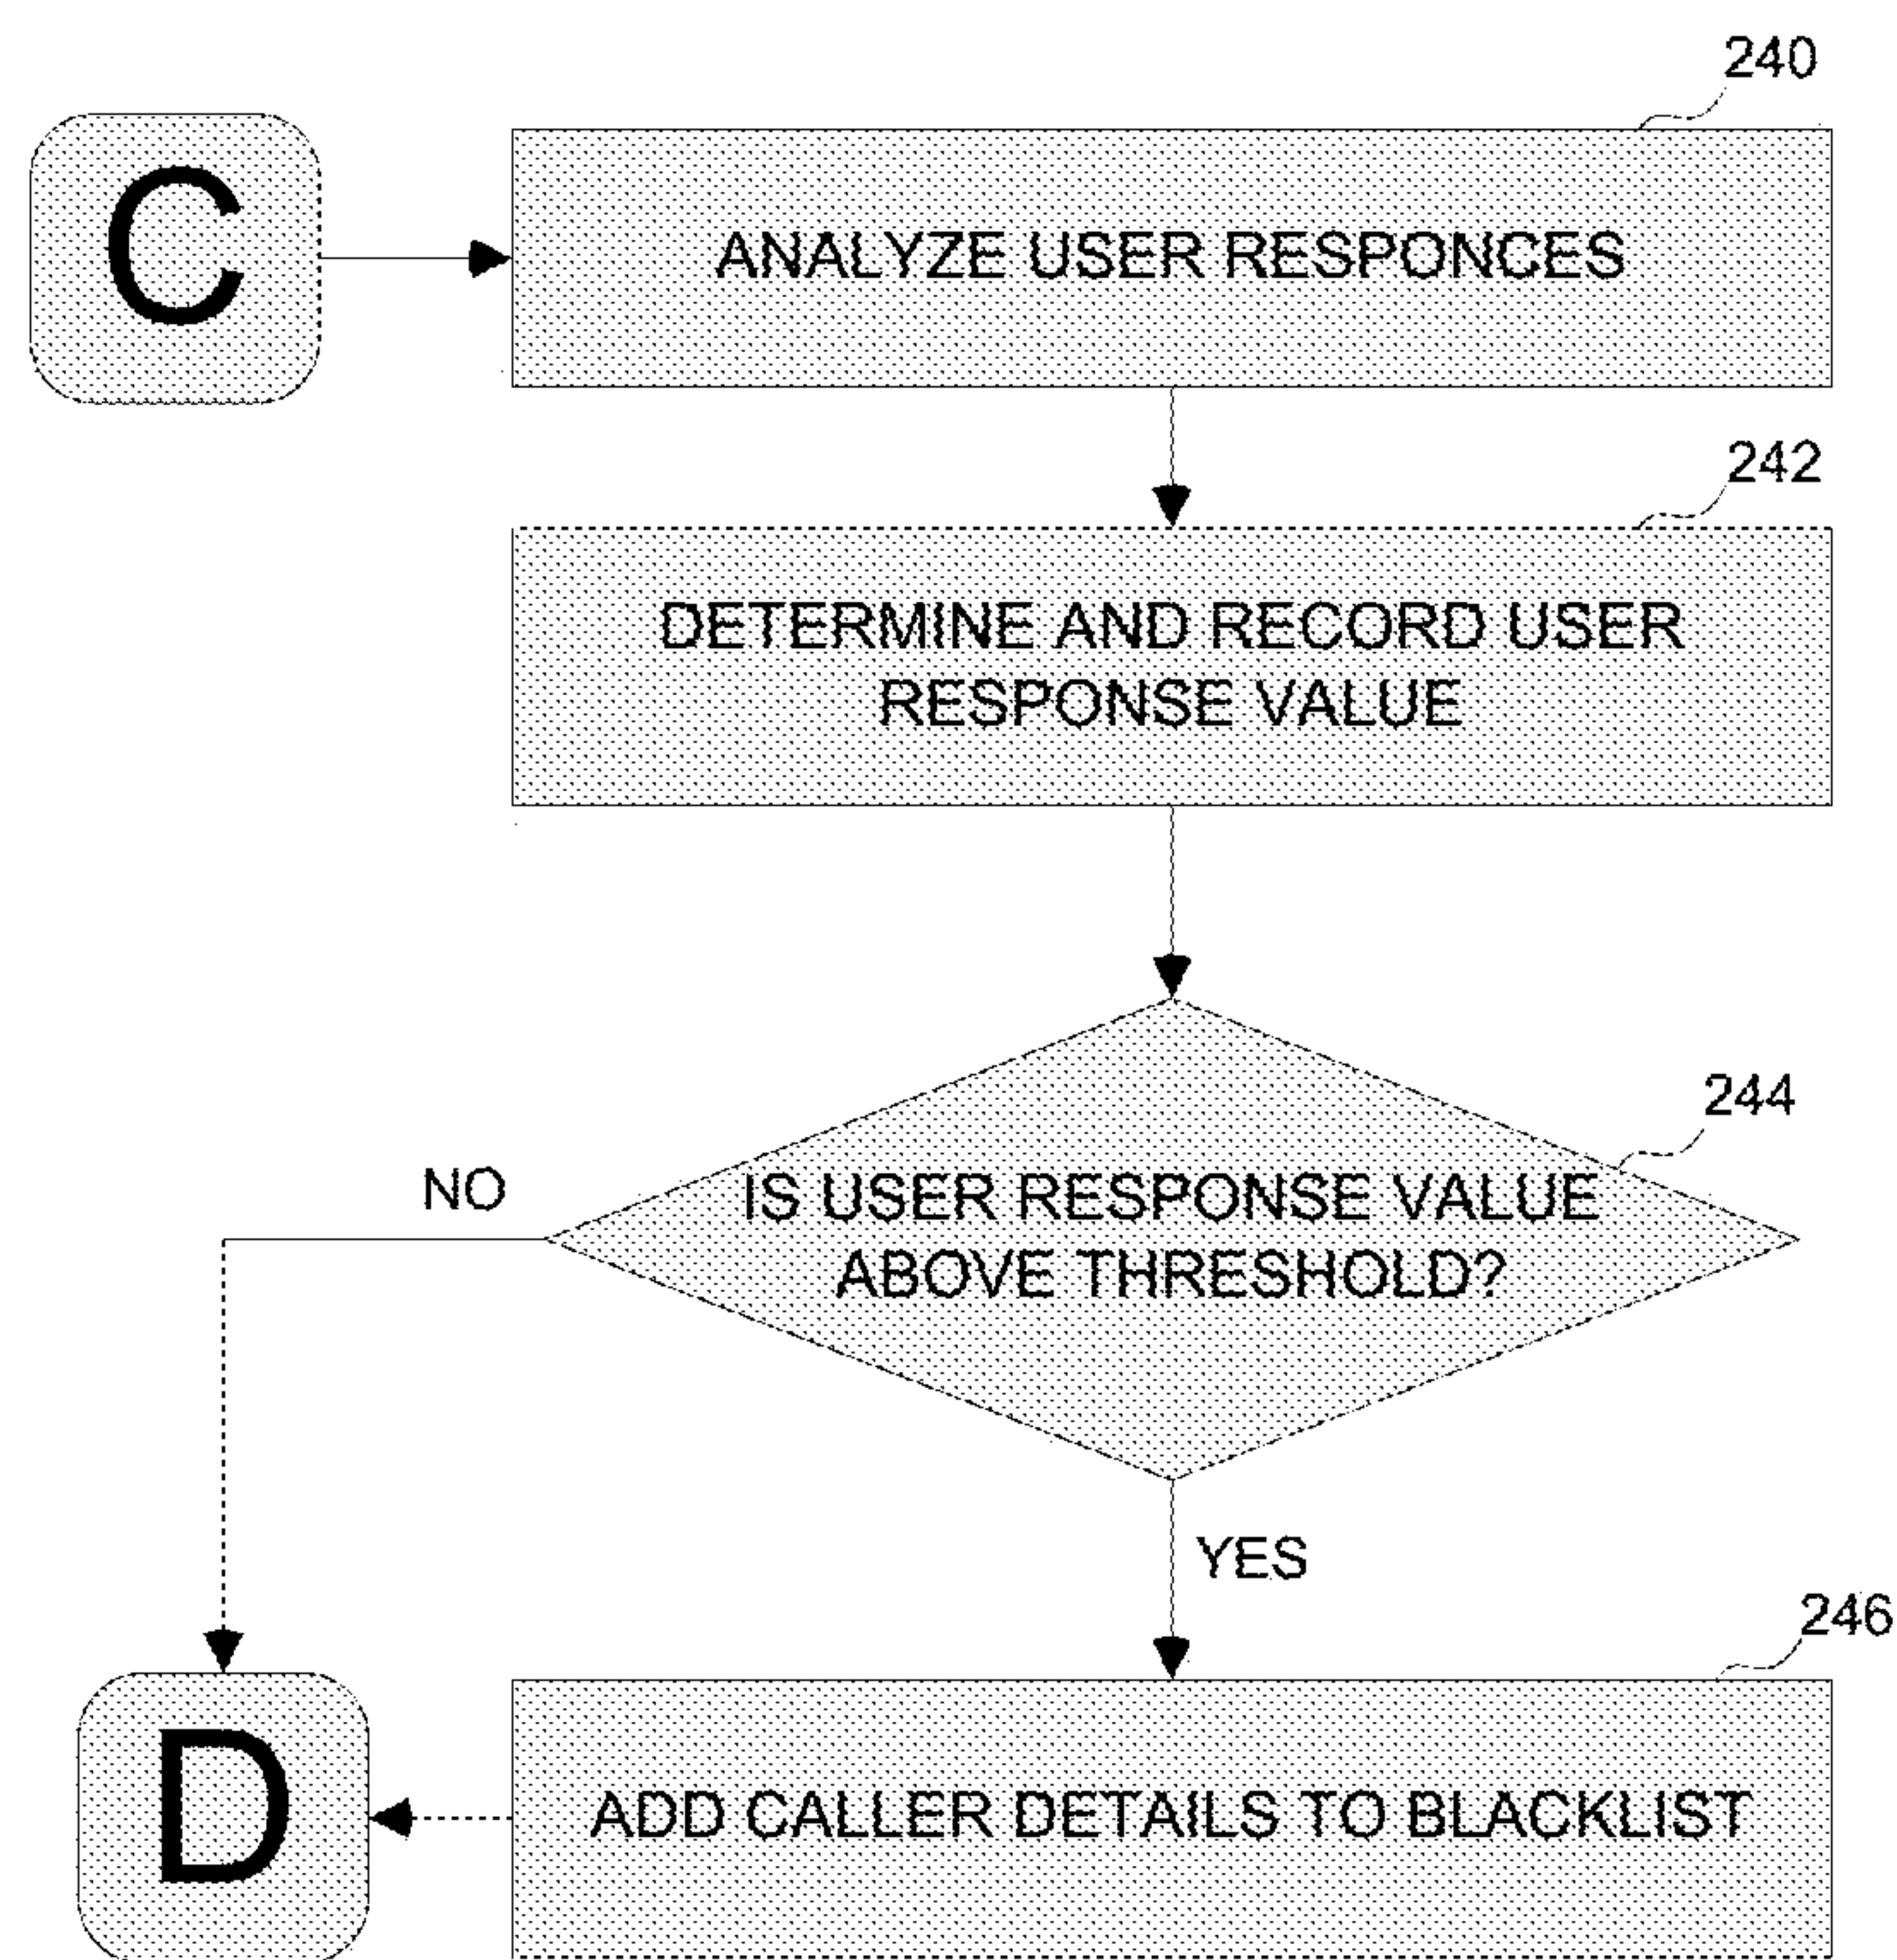 240
C
ANALYZE USER RESPONCES
242
DETERMINE AND RECORD USER
RESPONSE VALUE
244
NO
IS USER RESPONSE VALUE
ABOVE THRESHOLD?
YES
246
D
ADD CALLER DETAILS TO BLACKLIST